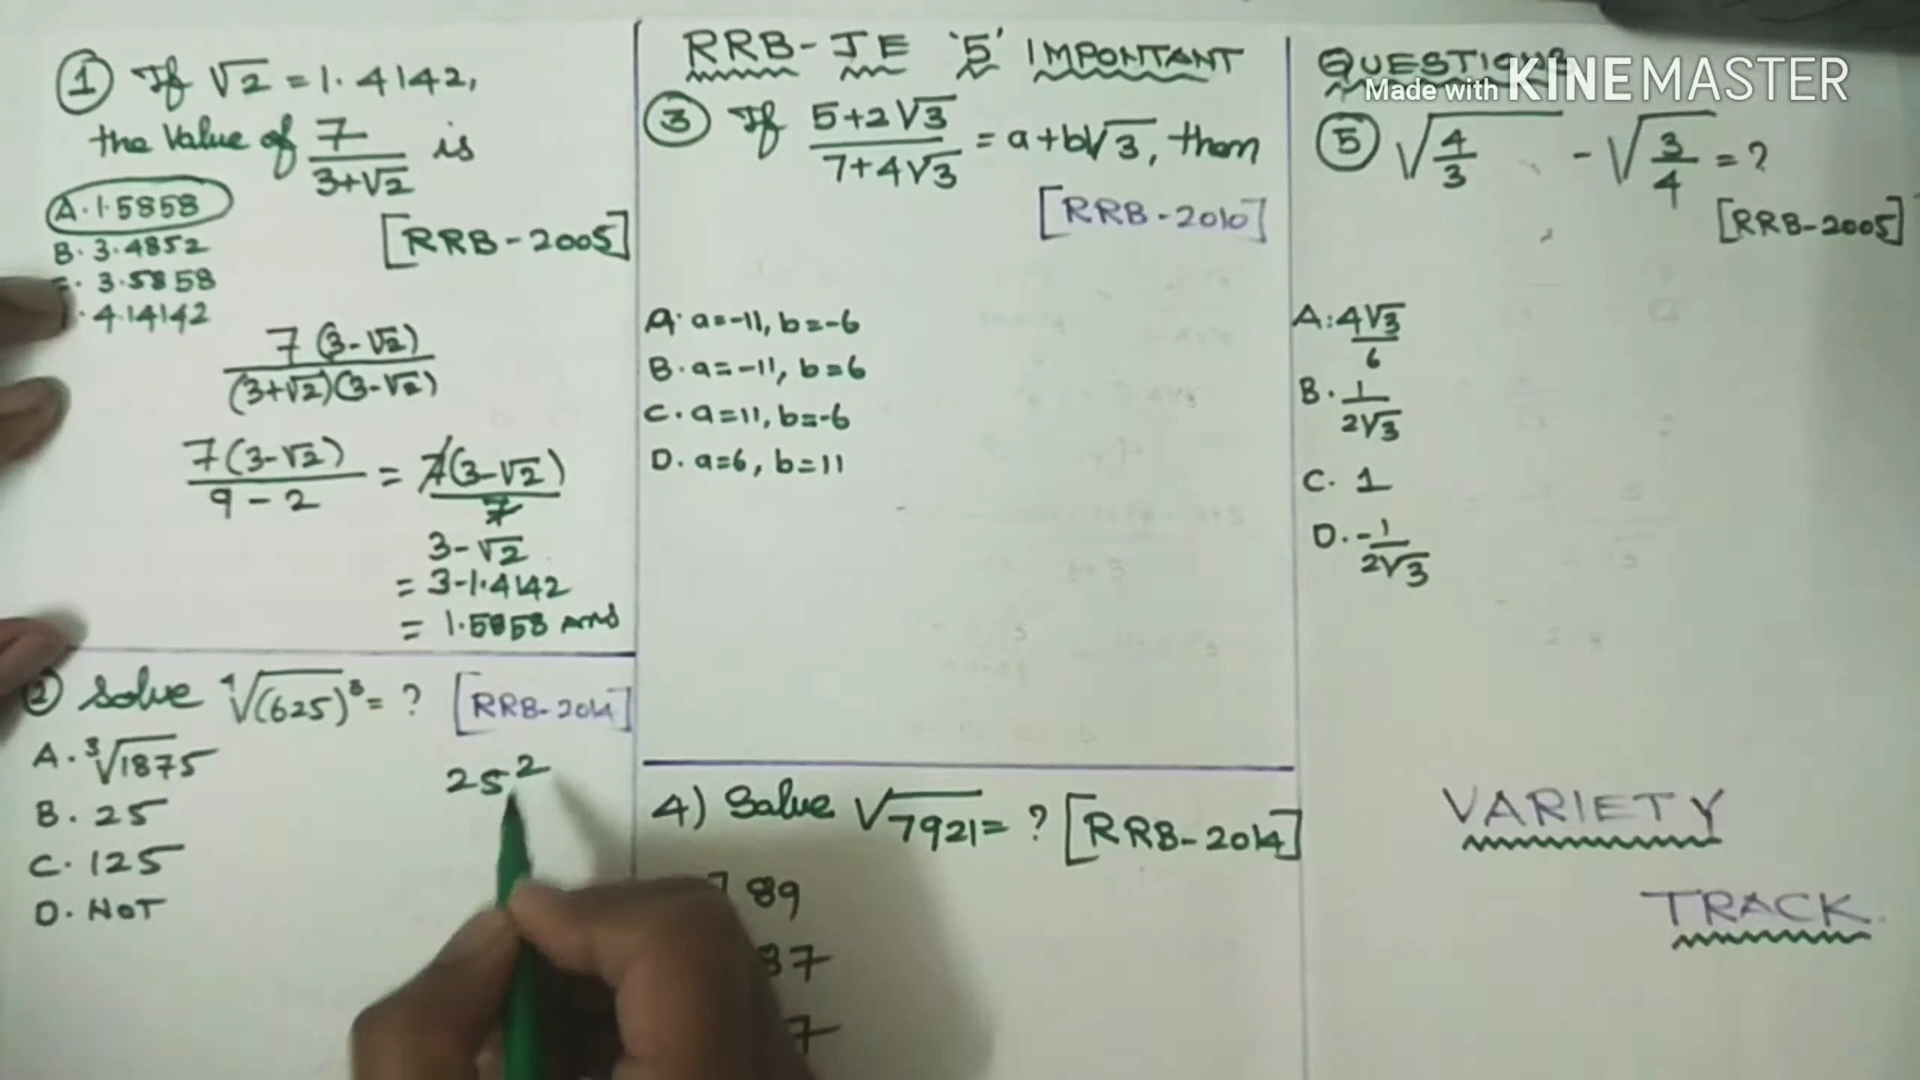 RRB-JE '5' IMPONTANT QUESTIONS
Made with KINEMASTER
① If √2 = 1.4142,
the value of 7/(3+√2) is
[RRB-2005]
A. 1.5858
B. 3.4852
3.5858
4.14142
7(3-√2)/(3+√2)(3-√2)
7(3-√2)/(9-2) = 7(3-√2)/7
3-√2
= 3-1.4142
= 1.5858 Ans
② Solve ⁴√(625)³ = ? [RRB-2014]
A. ³√1875
B. 25
C. 125
D. NOT
25²
③ If (5+2√3)/(7+4√3) = a+b√3, then
[RRB-2010]
A. a=-11, b=-6
B. a=-11, b=6
C. a=11, b=-6
D. a=6, b=11
4) Solve √7921 = ? [RRB-2014]
89
37
7
⑤ √4/3 - √3/4 = ?
[RRB-2005]
A. 4√3/6
B. 1/2√3
C. 1
D. -1/2√3
VARIETY
TRACK.